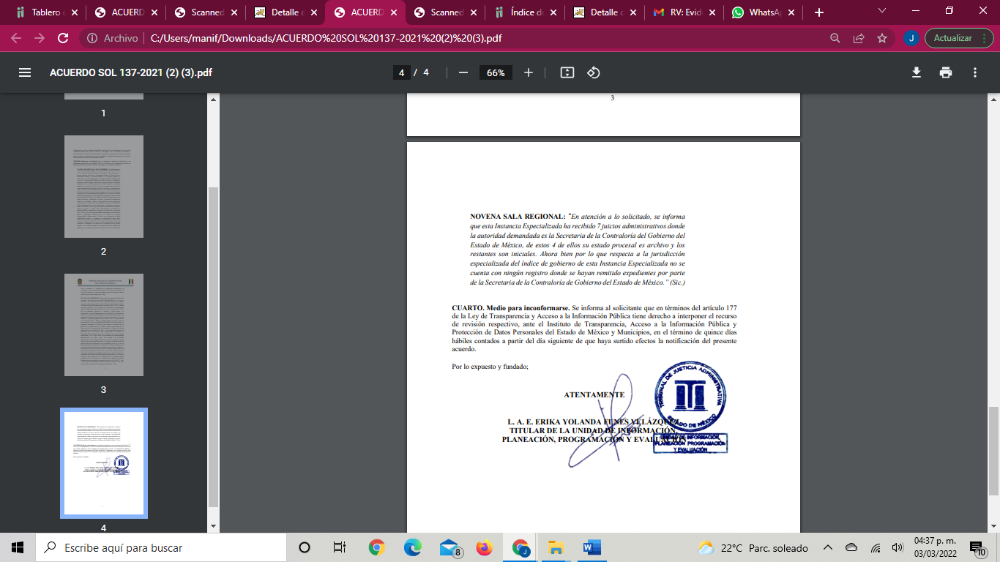 Tablero
ACUERD
Scanned
Detalle
ACUERD
Scanned
Índice de
Detalle
RV: Evid
WhatsAp
Archivo
C:/Users/manif/Downloads/ACUERDO%20SOL%20137-2021%20(2)%20(3).pdf
J
Actualizar
ACUERDO SOL 137-2021 (2) (3).pdf
4 / 4
66%
1
2
3
4
3
NOVENA SALA REGIONAL: “En atención a lo solicitado, se informa
que esta Instancia Especializada ha recibido 7 juicios administrativos donde
la autoridad demandada es la Secretaria de la Contraloría del Gobierno del
Estado de México, de estos 4 de ellos su estado procesal es archivo y los
restantes son iniciales. Ahora bien por lo que respecta a la jurisdicción
especializada del índice de gobierno de esta Instancia Especializada no se
cuenta con ningún registro donde se hayan remitido expedientes por parte
de la Secretaria de la Contraloría de Gobierno del Estado de México.” (Sic.)
CUARTO. Medio para inconformarse. Se informa al solicitante que en términos del artículo 177
de la Ley de Transparencia y Acceso a la Información Pública tiene derecho a interponer el recurso
de revisión respectivo, ante el Instituto de Transparencia, Acceso a la Información Pública y
Protección de Datos Personales del Estado de México y Municipios, en el término de quince días
hábiles contados a partir del día siguiente de que haya surtido efectos la notificación del presente
acuerdo.
Por lo expuesto y fundado;
ATENTAMENTE
L. A. E. ERIKA YOLANDA FUNES VELÁZQUEZ
TITULAR DE LA UNIDAD DE INFORMACIÓN,
PLANEACIÓN, PROGRAMACIÓN Y EVALUACIÓN
TRIBUNAL DE JUSTICIA ADMINISTRATIVA
ESTADO DE MÉXICO
UNIDAD DE INFORMACIÓN,
PLANEACIÓN PROGRAMACIÓN
Y EVALUACIÓN
Escribe aquí para buscar
8
J
22°C Parc. soleado
04:37 p. m.
03/03/2022
10